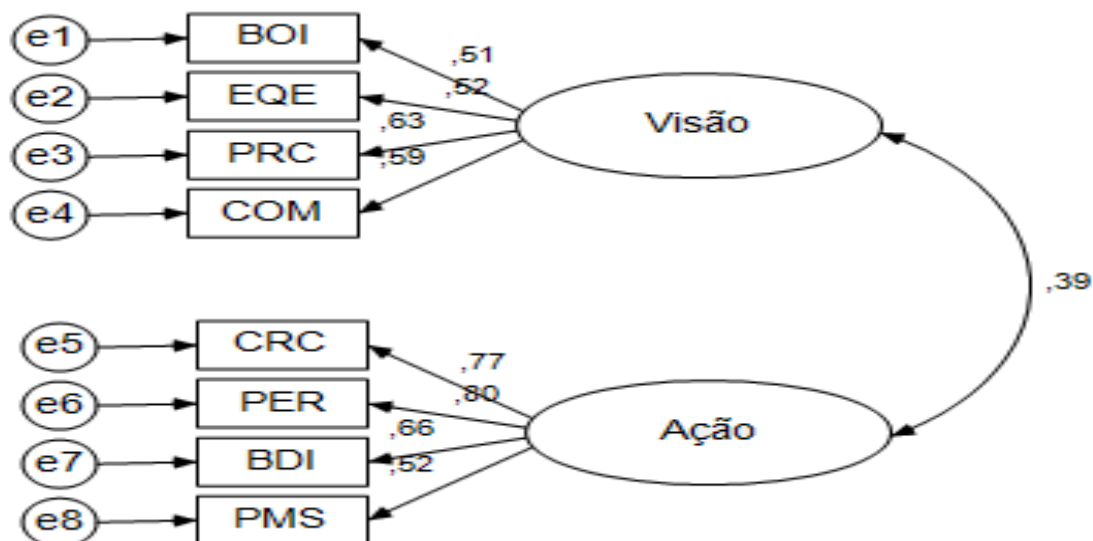 e1 BOI
,51
e2 EQE
,52
Visão
,63
e3 PRC
,59
e4 COM
,39
e5 CRC
,77
e6 PER
,80
,66
Ação
e7 BDI
,52
e8 PMS